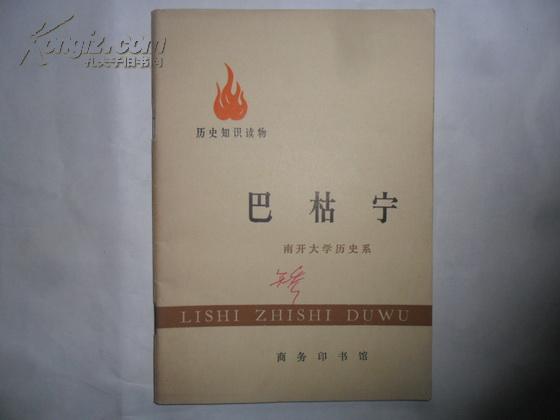 Kongfz.com
孔夫子旧书网
历史知识读物
巴枯宁
南开大学历史系
LISHI ZHISHI DUWU
商务印书馆